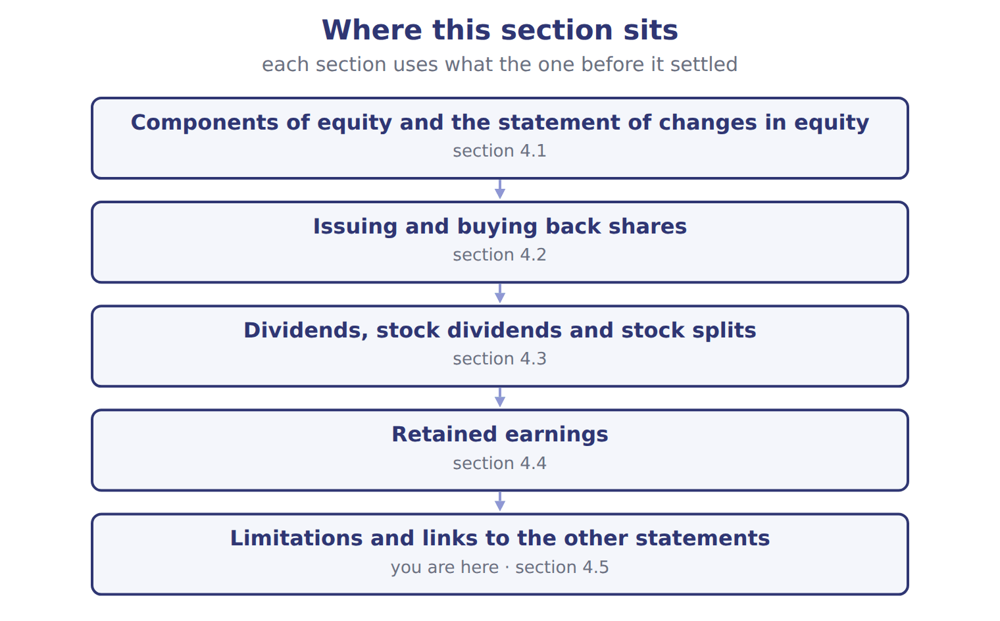 Where this section sits
each section uses what the one before it settled
Components of equity and the statement of changes in equity
section 4.1
Issuing and buying back shares
section 4.2
Dividends, stock dividends and stock splits
section 4.3
Retained earnings
section 4.4
Limitations and links to the other statements
you are here · section 4.5